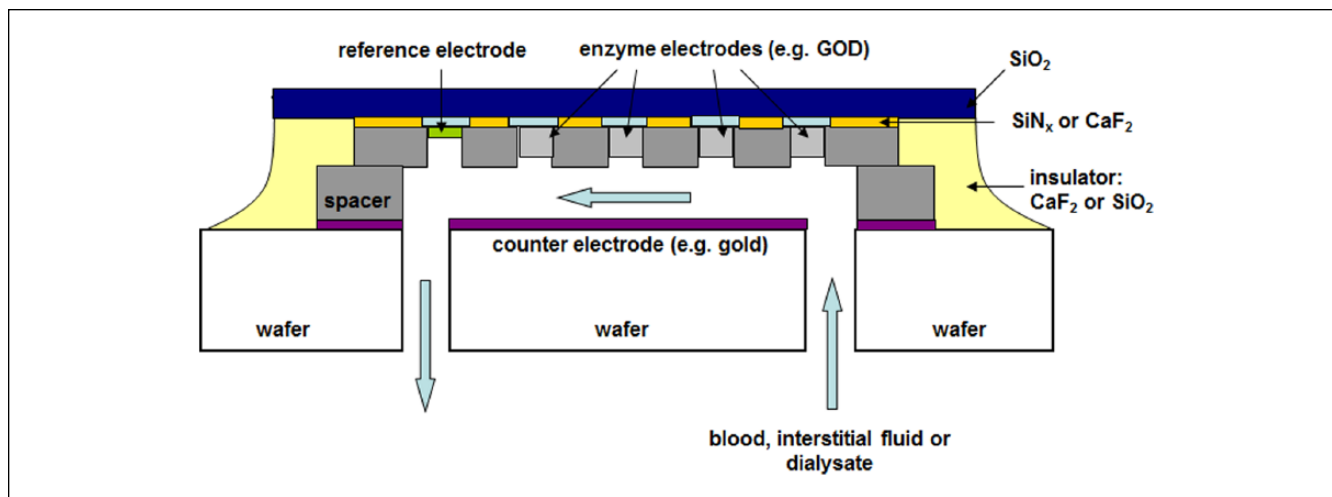 reference electrode
enzyme electrodes (e.g. GOD)
SiO₂
SiNₓ or CaF₂
insulator:
CaF₂ or SiO₂
spacer
counter electrode (e.g. gold)
wafer
wafer
wafer
blood, interstitial fluid or
dialysate